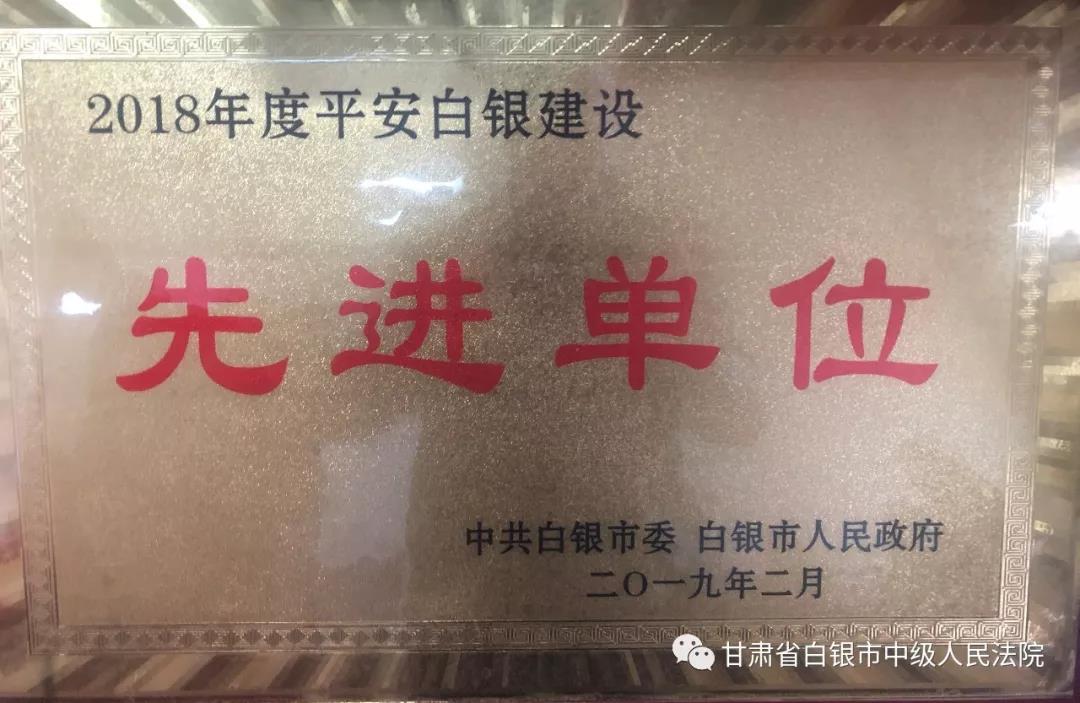 2018年度平安白银建设
先进单位
中共白银市委 白银市人民政府
二〇一九年二月
甘肃省白银市中级人民法院